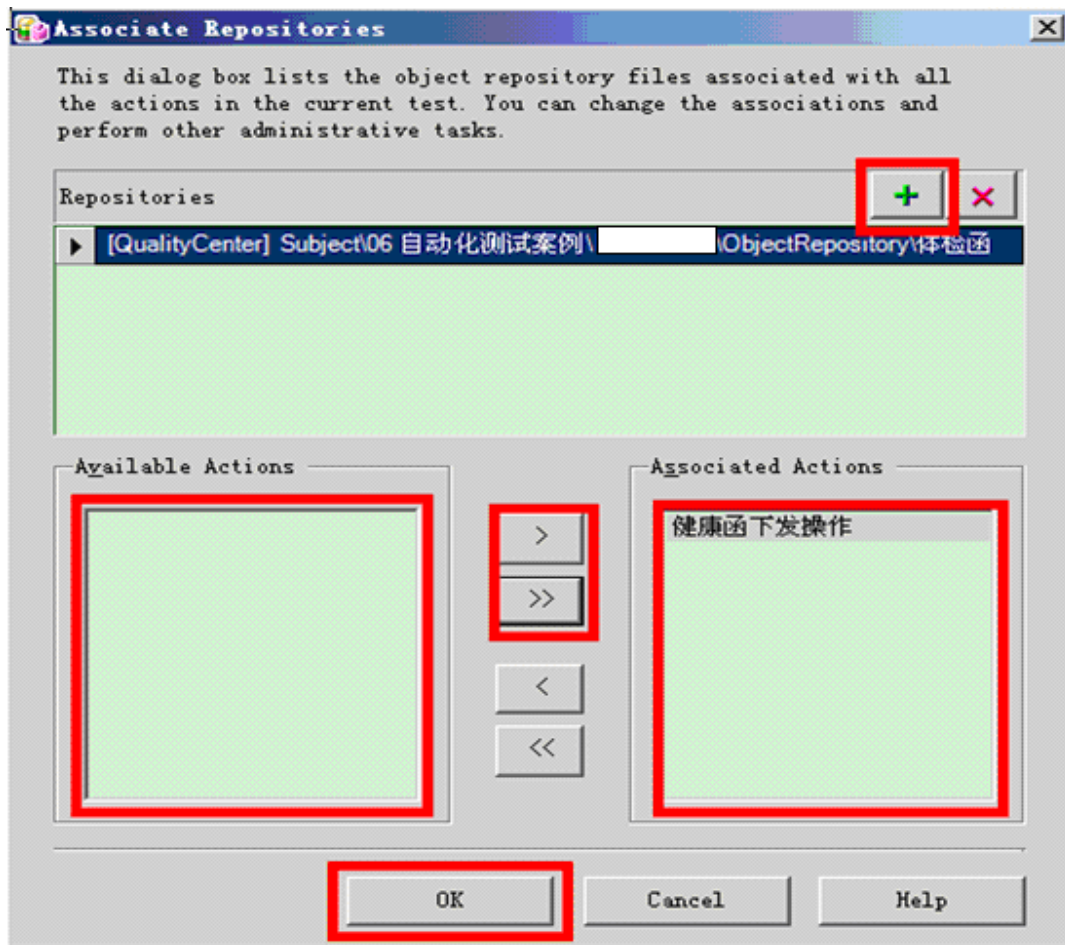 Associate Repositories
This dialog box lists the object repository files associated with all
the actions in the current test. You can change the associations and
perform other administrative tasks.
Repositories
[QualityCenter] Subject\06 自动化测试案例\ \ObjectRepository\体检函
Available Actions
Associated Actions
健康函下发操作
>
>>
<
<<
OK
Cancel
Help